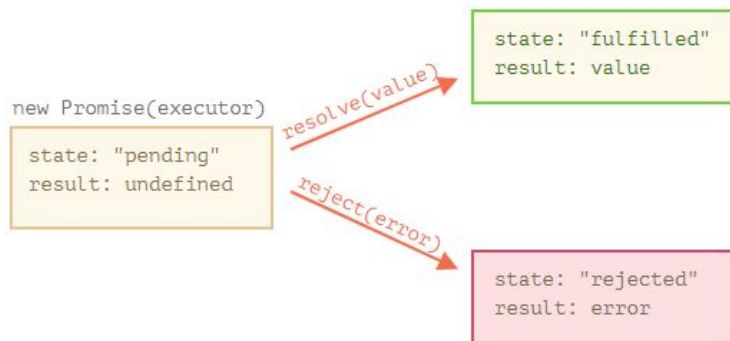 new Promise(executor)
state: "pending"
result: undefined
resolve(value)
reject(error)
state: "fulfilled"
result: value
state: "rejected"
result: error